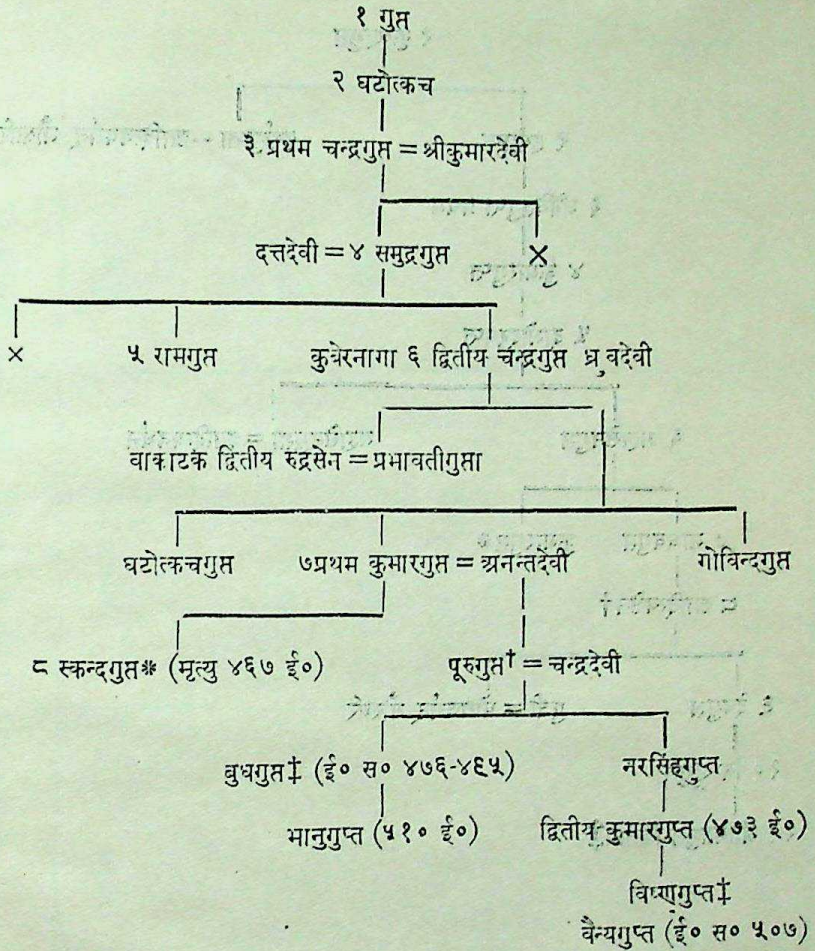 १ गुप्त
२ घटोत्कच
३ प्रथम चन्द्रगुप्त = श्रीकुमारदेवी
दत्तदेवी = ४ समुद्रगुप्त ×
× ५ रामगुप्त कुबेरनागा ६ द्वितीय चन्द्रगुप्त ध्रुवदेवी
वाकाटक द्वितीय रुद्रसेन = प्रभावतीगुप्ता
घटोत्कचगुप्त ७ प्रथम कुमारगुप्त = अनन्तदेवी गोविन्दगुप्त
८ स्कन्दगुप्त* (मृत्यु ४६७ ई०) पूरुगुप्त† = चन्द्रदेवी
बुधगुप्त‡ (ई० स० ४७६-४९५) नरसिंहगुप्त
भानुगुप्त (५१० ई०) द्वितीय कुमारगुप्त (४७३ ई०)
विष्णगुप्त‡
वैन्यगुप्त (ई० स० ५०७)